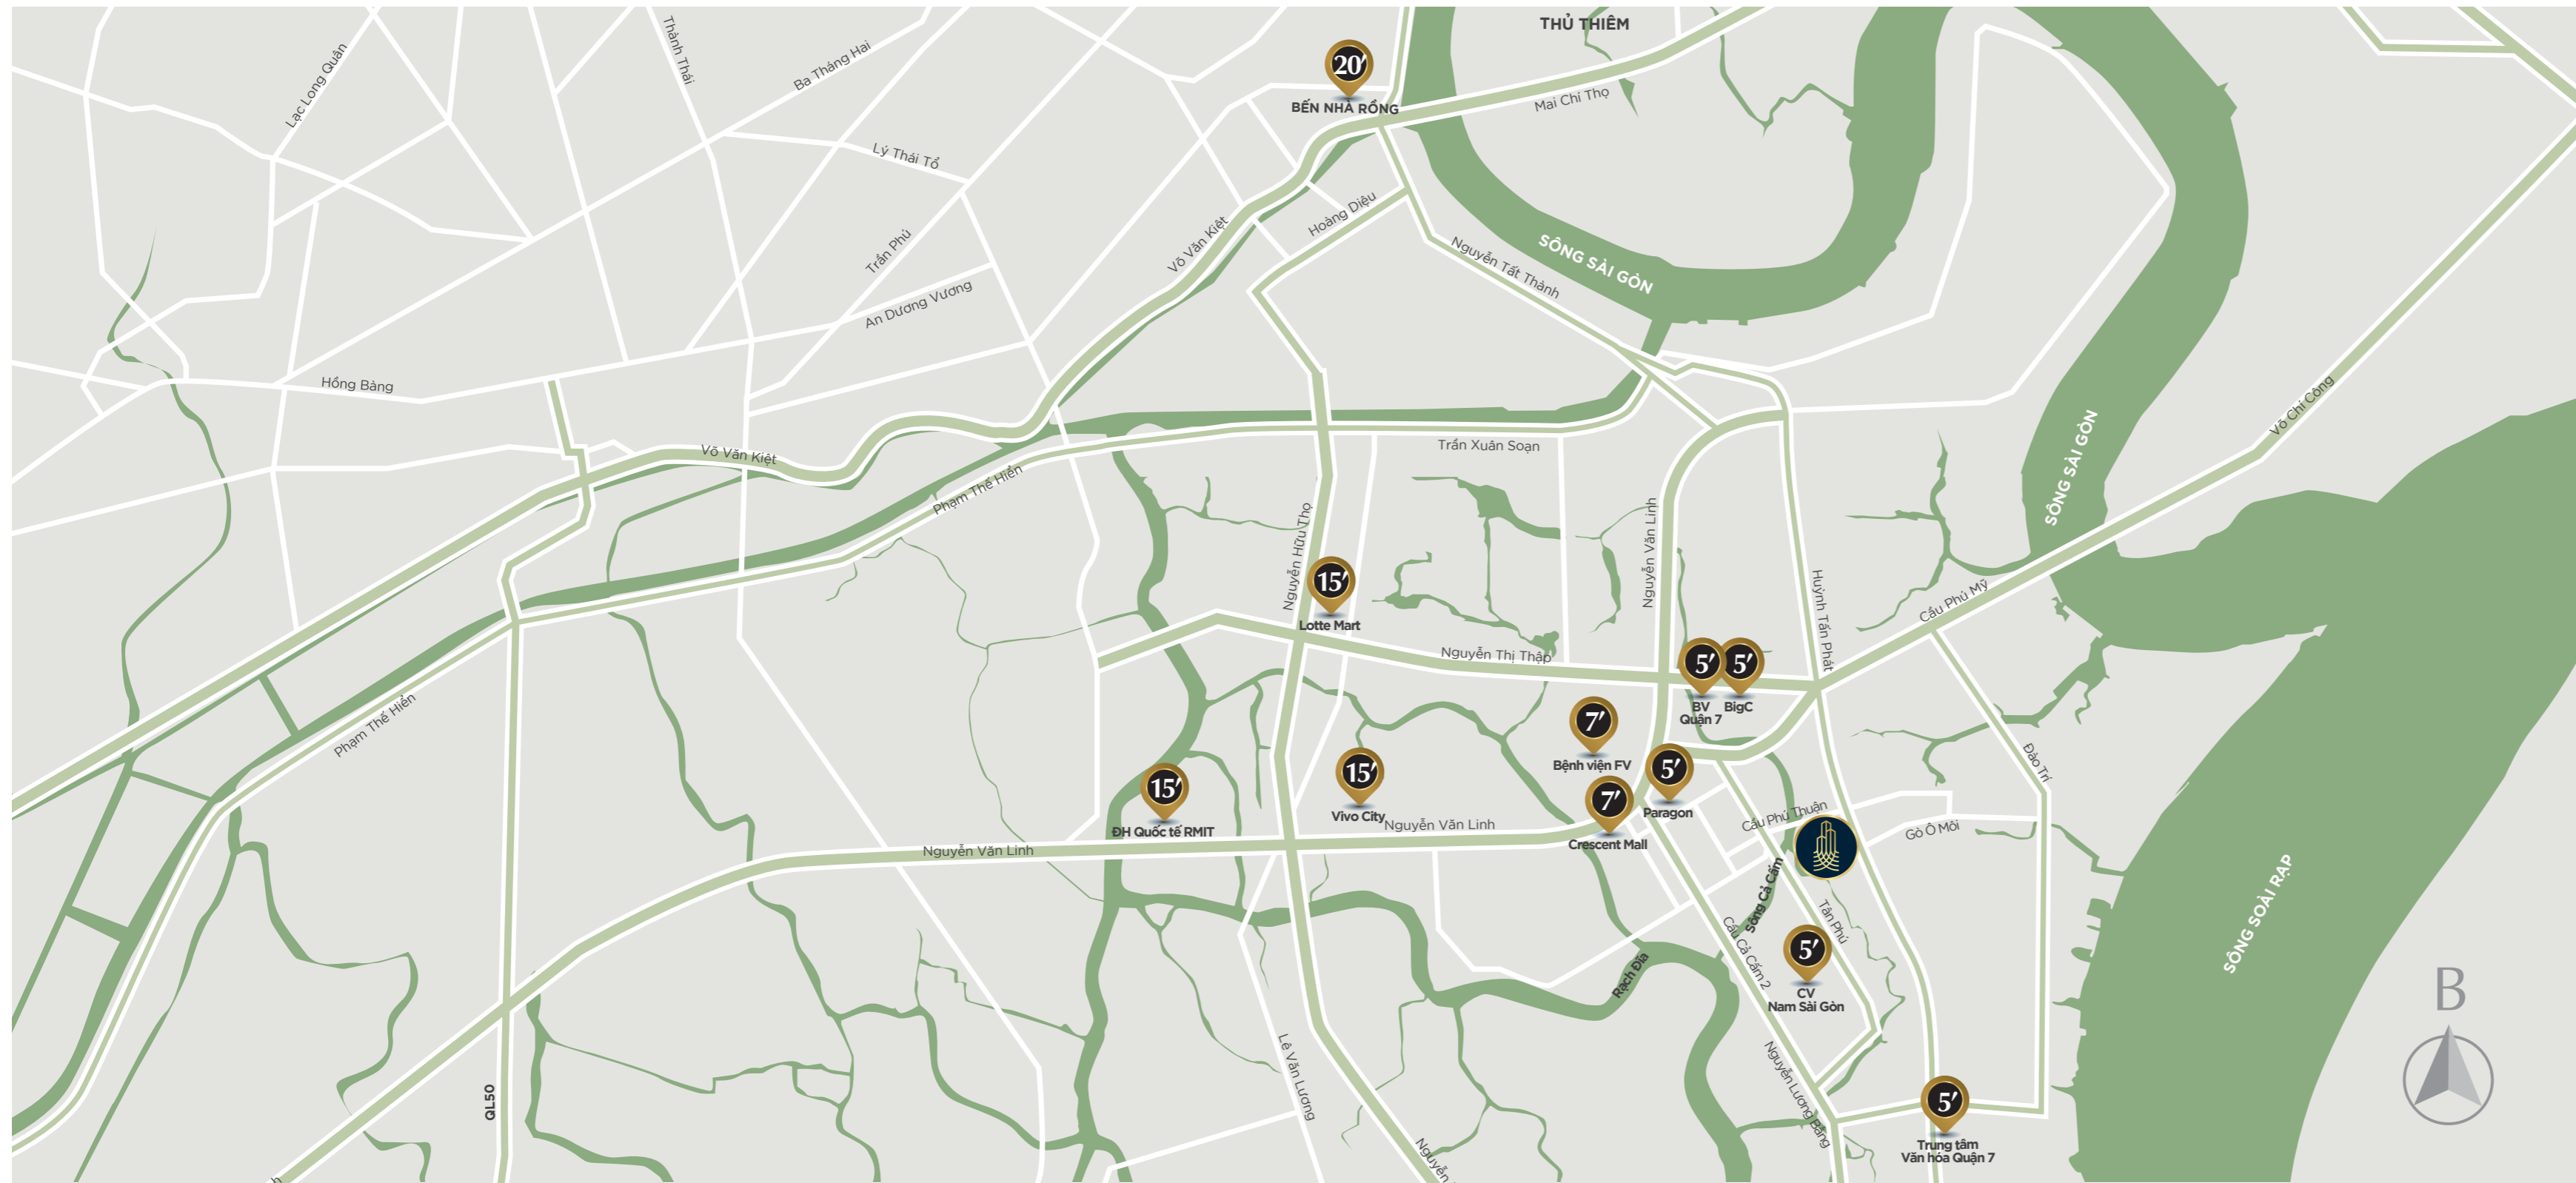 THỦ THIÊM
Thành Thái
Lạc Long Quân
Ba Tháng Hai
20'
BẾN NHÀ RỒNG
Mai Chí Thọ
Lý Thái Tổ
Hoàng Diệu
Trần Phú
Võ Văn Kiệt
Nguyễn Tất Thành
SÔNG SÀI GÒN
An Dương Vương
Hồng Bàng
Võ Chí Công
Võ Văn Kiệt
Trần Xuân Soạn
SÔNG SÀI GÒN
Phạm Thế Hiển
Nguyễn Hữu Thọ
Nguyễn Văn Linh
15'
Lotte Mart
Huỳnh Tấn Phát
Cầu Phú Mỹ
Nguyễn Thị Thập
5'
5'
BV
Quận 7
BigC
Phạm Thế Hiển
7'
Bệnh viện FV
Đào Trí
15'
ĐH Quốc tế RMIT
15'
Vivo City
5'
Paragon
7'
Crescent Mall
Cầu Phú Thuận
Gò Ô Môi
Nguyễn Văn Linh
Nguyễn Văn Linh
Sông Cả Cấm
Tân Phú
SÔNG SOÀI RẠP
Cầu Cả Cấm 2
5'
CV
Nam Sài Gòn
Rạch Đĩa
B
QL50
Lê Văn Lương
Nguyễn Lương Bằng
5'
Trung tâm
Văn hóa Quận 7
Nguyễn